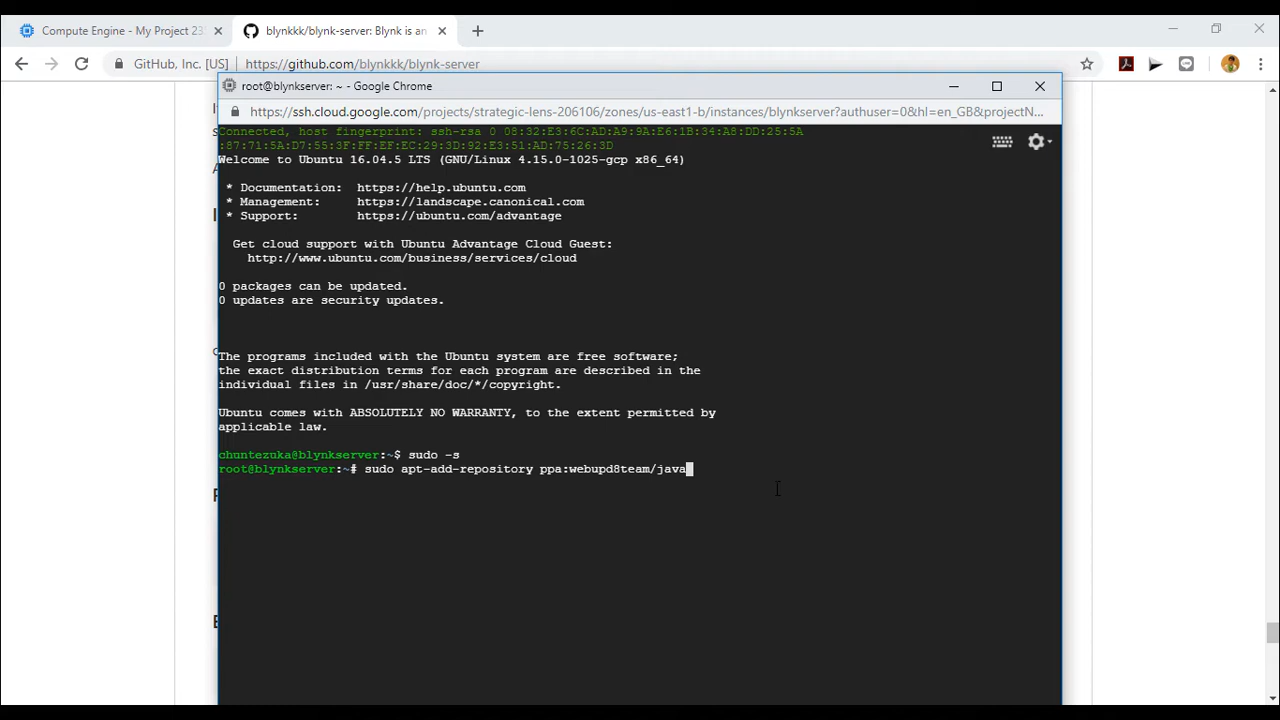 Compute Engine - My Project 23
blynkkk/blynk-server: Blynk is an
GitHub, Inc. [US]
https://github.com/blynkkk/blynk-server
root@blynkserver: ~ - Google Chrome
https://ssh.cloud.google.com/projects/strategic-lens-206106/zones/us-east1-b/instances/blynkserver?authuser=0&hl=en_GB&projectN...
Connected, host fingerprint: ssh-rsa 0 08:32:E3:6C:AD:A9:9A:E6:1B:34:A8:DD:25:5A
:87:71:5A:D7:55:3F:FF:EF:EC:29:3D:92:E3:51:AD:75:26:3D
Welcome to Ubuntu 16.04.5 LTS (GNU/Linux 4.15.0-1025-gcp x86_64)
* Documentation: https://help.ubuntu.com
* Management: https://landscape.canonical.com
* Support: https://ubuntu.com/advantage
Get cloud support with Ubuntu Advantage Cloud Guest:
http://www.ubuntu.com/business/services/cloud
0 packages can be updated.
0 updates are security updates.
The programs included with the Ubuntu system are free software;
the exact distribution terms for each program are described in the
individual files in /usr/share/doc/*/copyright.
Ubuntu comes with ABSOLUTELY NO WARRANTY, to the extent permitted by
applicable law.
chuntezuka@blynkserver:~$ sudo -s
root@blynkserver:~# sudo apt-add-repository ppa:webupd8team/java